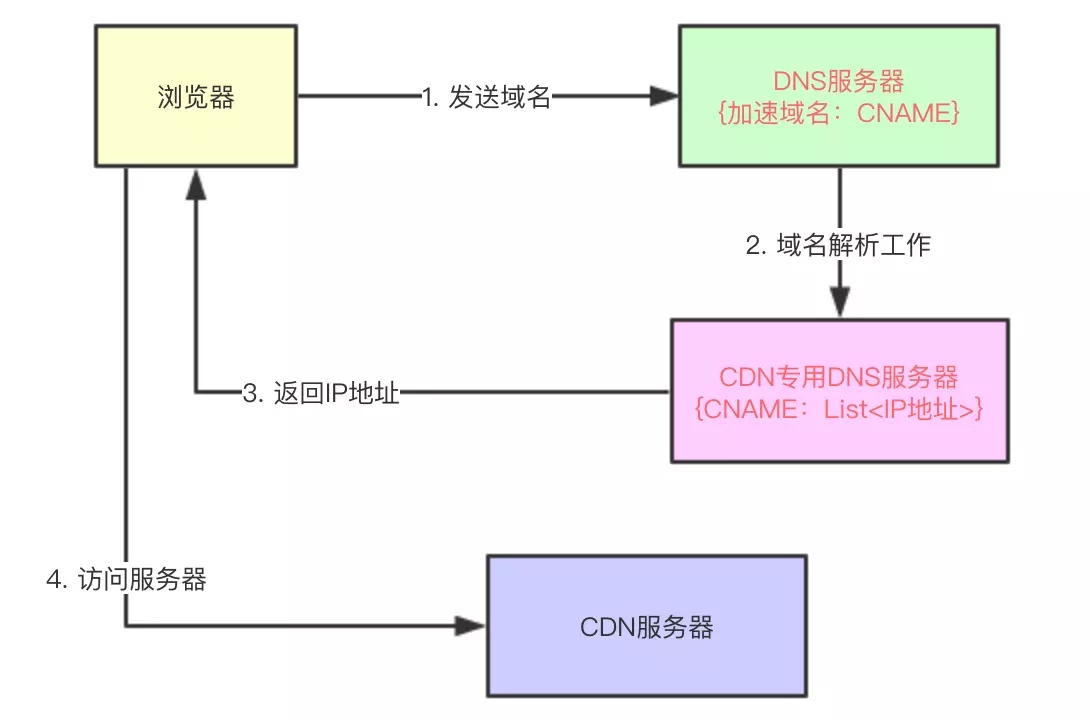 浏览器
1. 发送域名
DNS服务器
{加速域名：CNAME}
2. 域名解析工作
CDN专用DNS服务器
{CNAME：List<IP地址>}
3. 返回IP地址
4. 访问服务器
CDN服务器